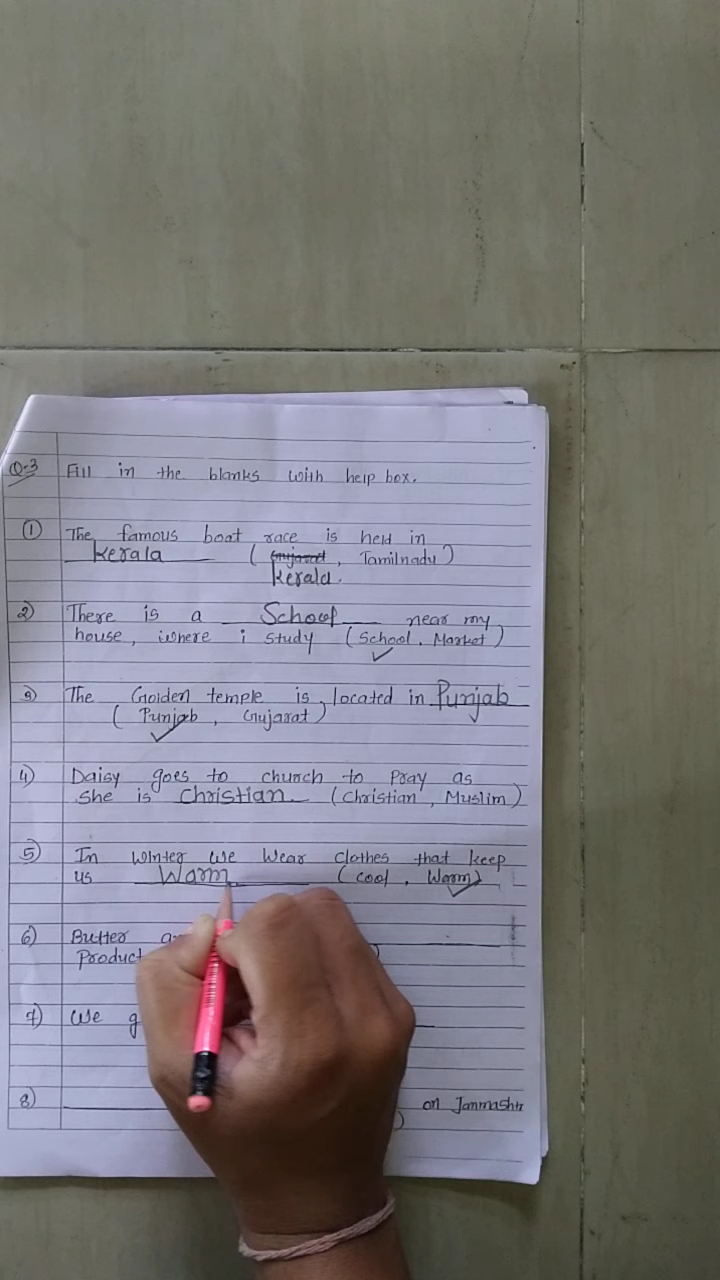 Q-3 Fill in the blanks with help box.
① The famous boat race is held in
Kerala ( Gujarat , Tamilnadu )
Kerala.
2) There is a School near my
house, where i study ( School , Market )
3) The Golden temple is located in Punjab
( Punjab , Gujarat )
4) Daisy goes to church to Pray as
She is Christian ( Christian , Muslim )
5) In winter we Wear clothes that keep
us Warm ( cool , Warm )
6) Butter
Product )
7) We g
8) on Janmasht
)